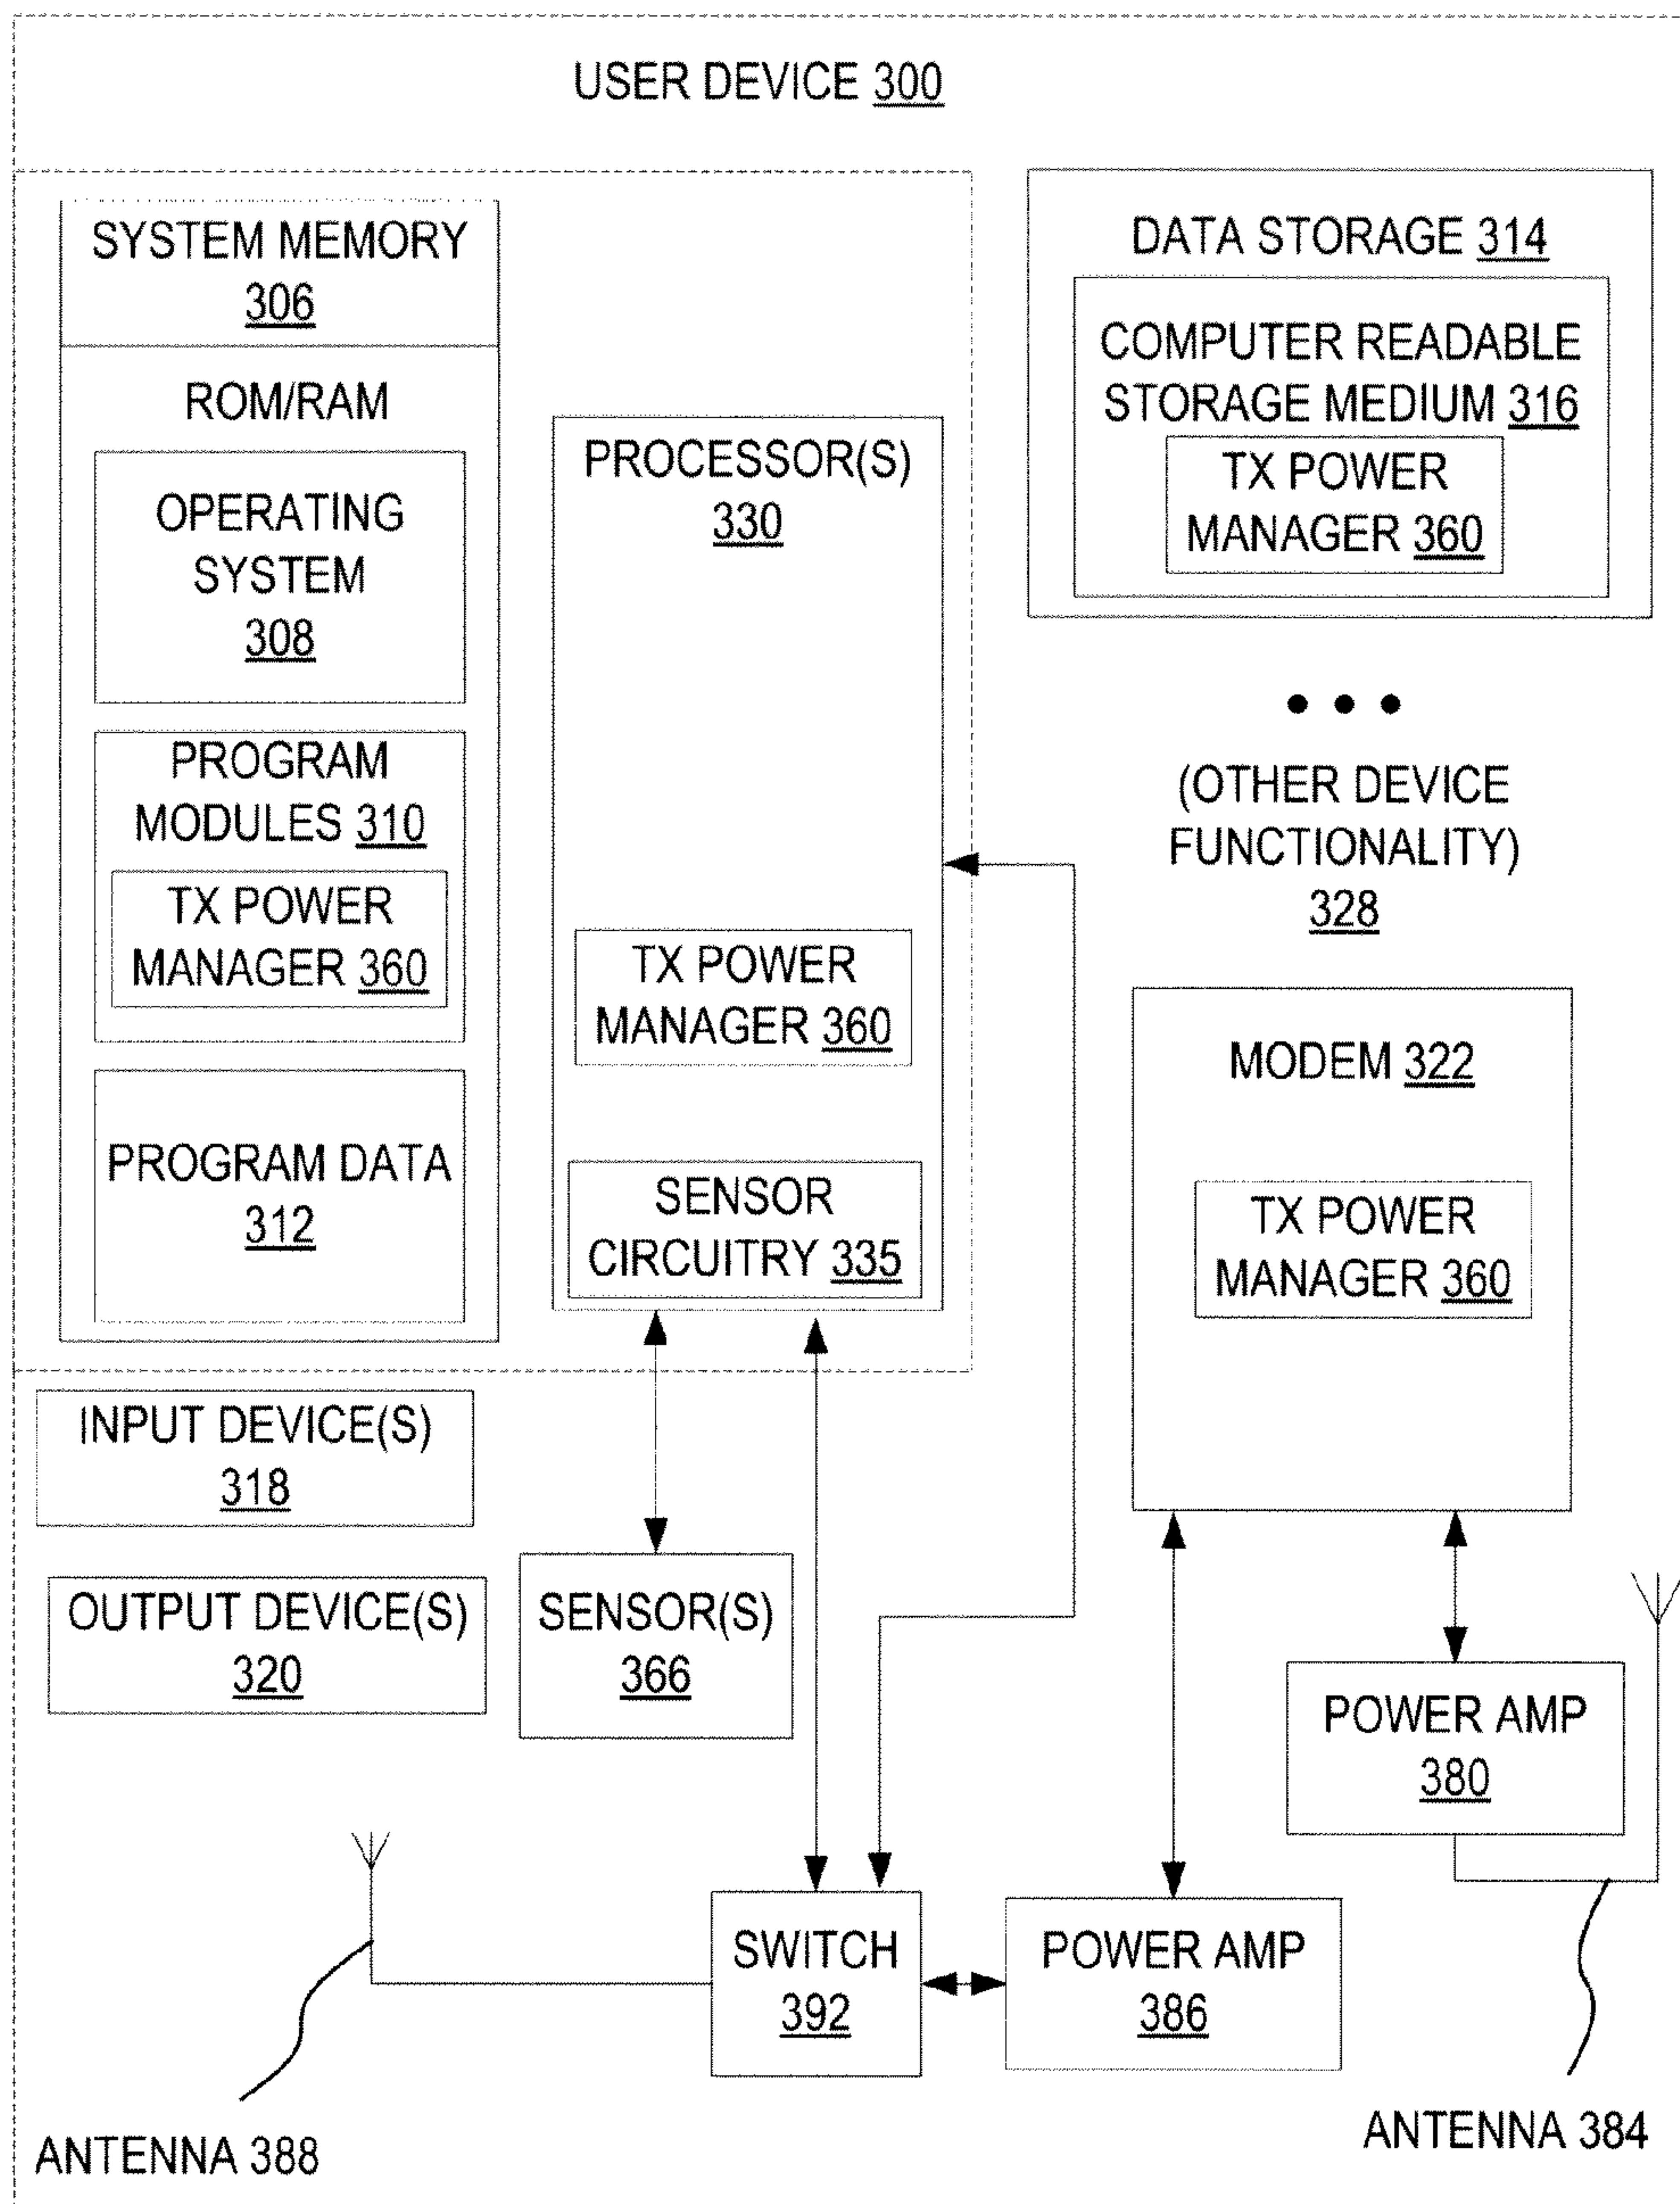 USER DEVICE 300
SYSTEM MEMORY
306
ROM/RAM
OPERATING
SYSTEM
308
PROGRAM
MODULES 310
TX POWER
MANAGER 360
PROGRAM DATA
312
PROCESSOR(S)
330
TX POWER
MANAGER 360
SENSOR
CIRCUITRY 335
DATA STORAGE 314
COMPUTER READABLE
STORAGE MEDIUM 316
TX POWER
MANAGER 360
(OTHER DEVICE
FUNCTIONALITY)
328
MODEM 322
TX POWER
MANAGER 360
INPUT DEVICE(S)
318
OUTPUT DEVICE(S)
320
SENSOR(S)
366
POWER AMP
380
SWITCH
392
POWER AMP
386
ANTENNA 388
ANTENNA 384